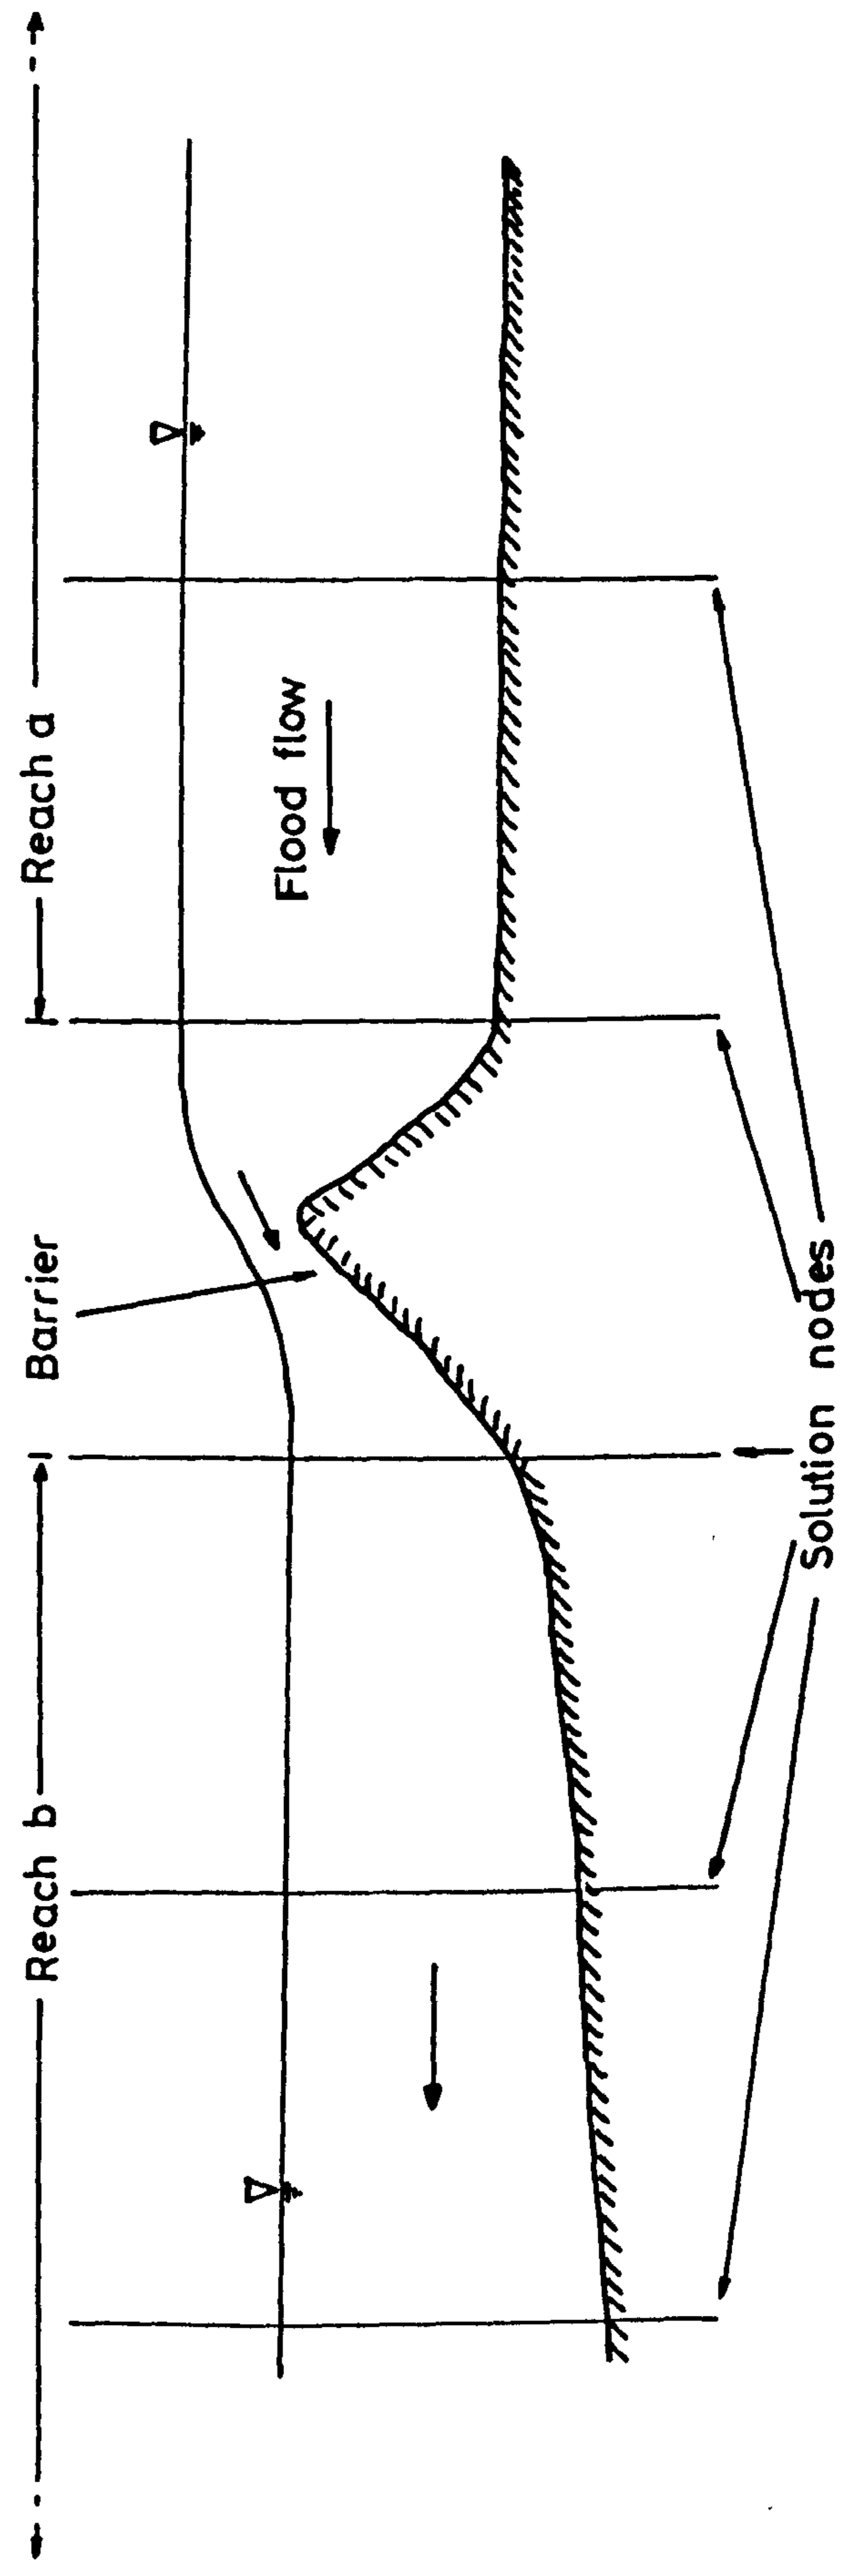 Reach b
Barrier
Reach a
Flood flow
Solution nodes